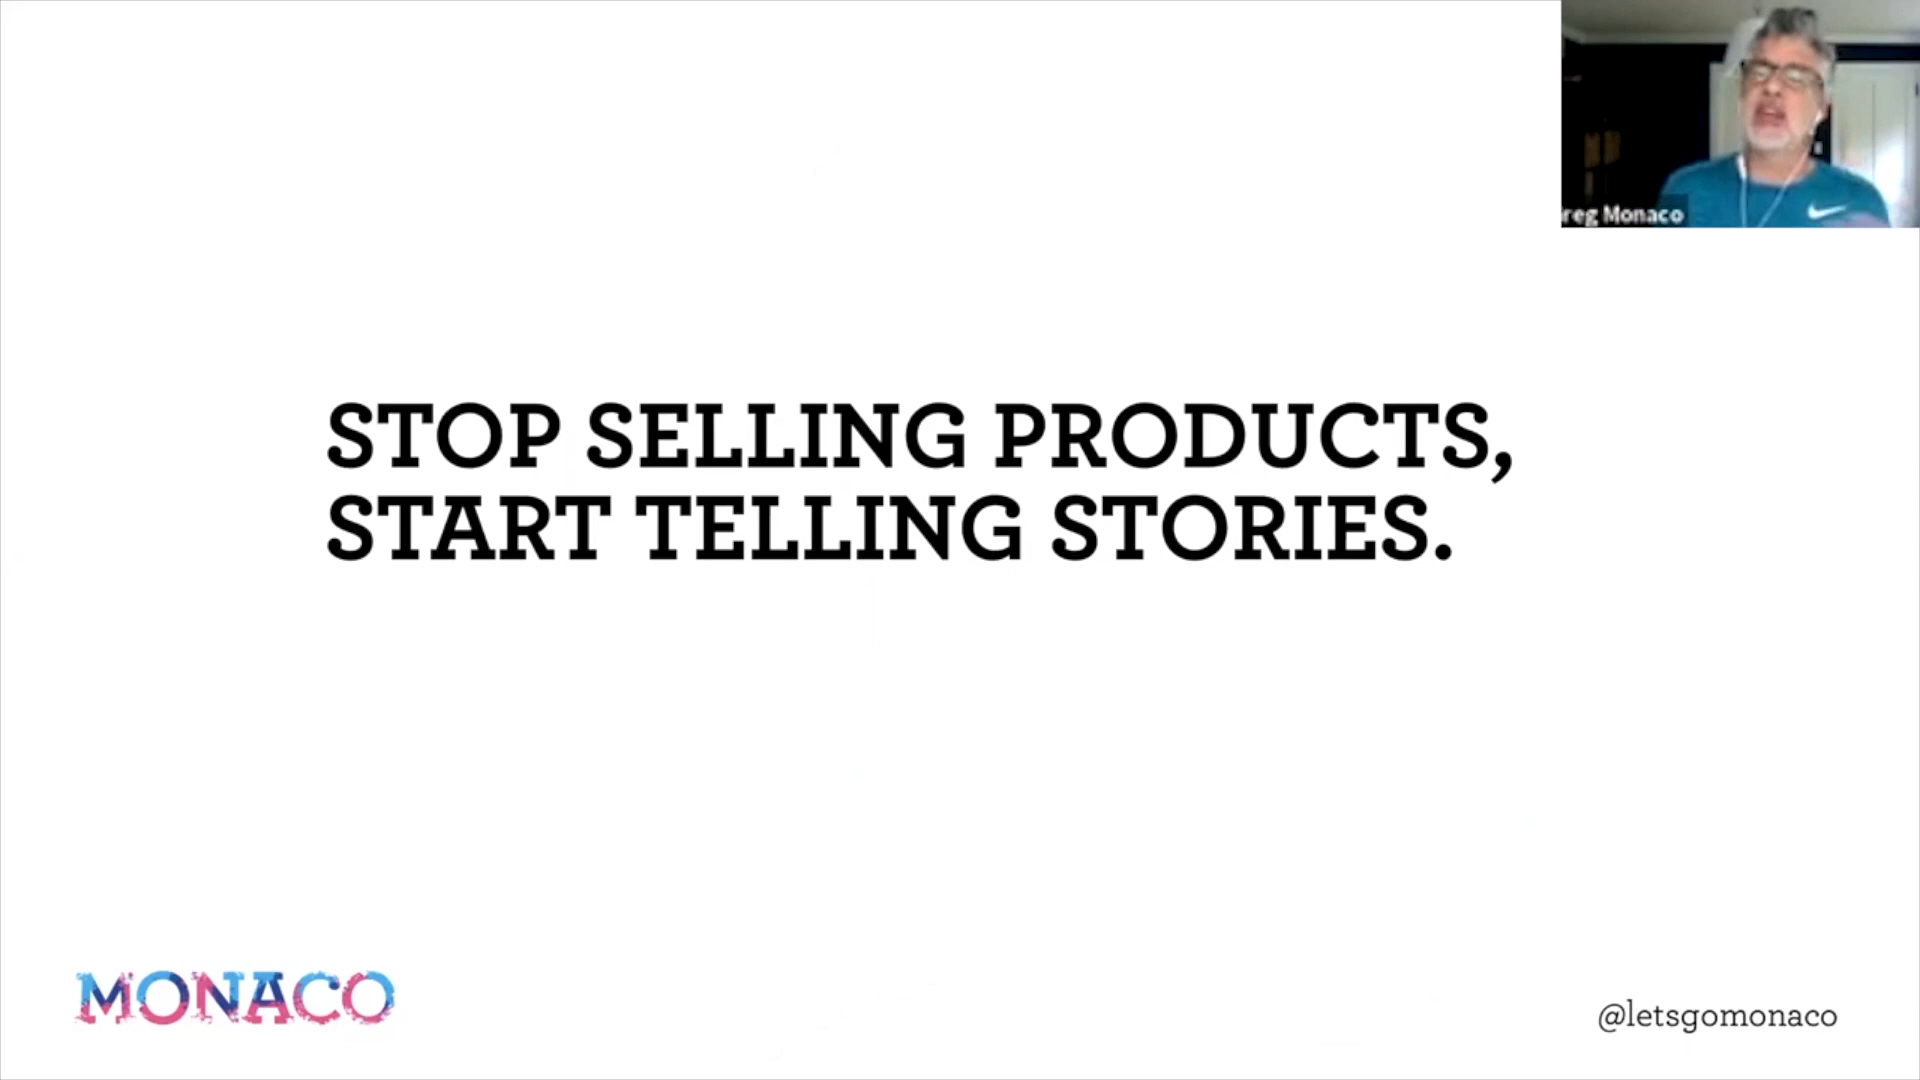 reg Monaco
STOP SELLING PRODUCTS,
START TELLING STORIES.
MONACO
@letsgomonaco